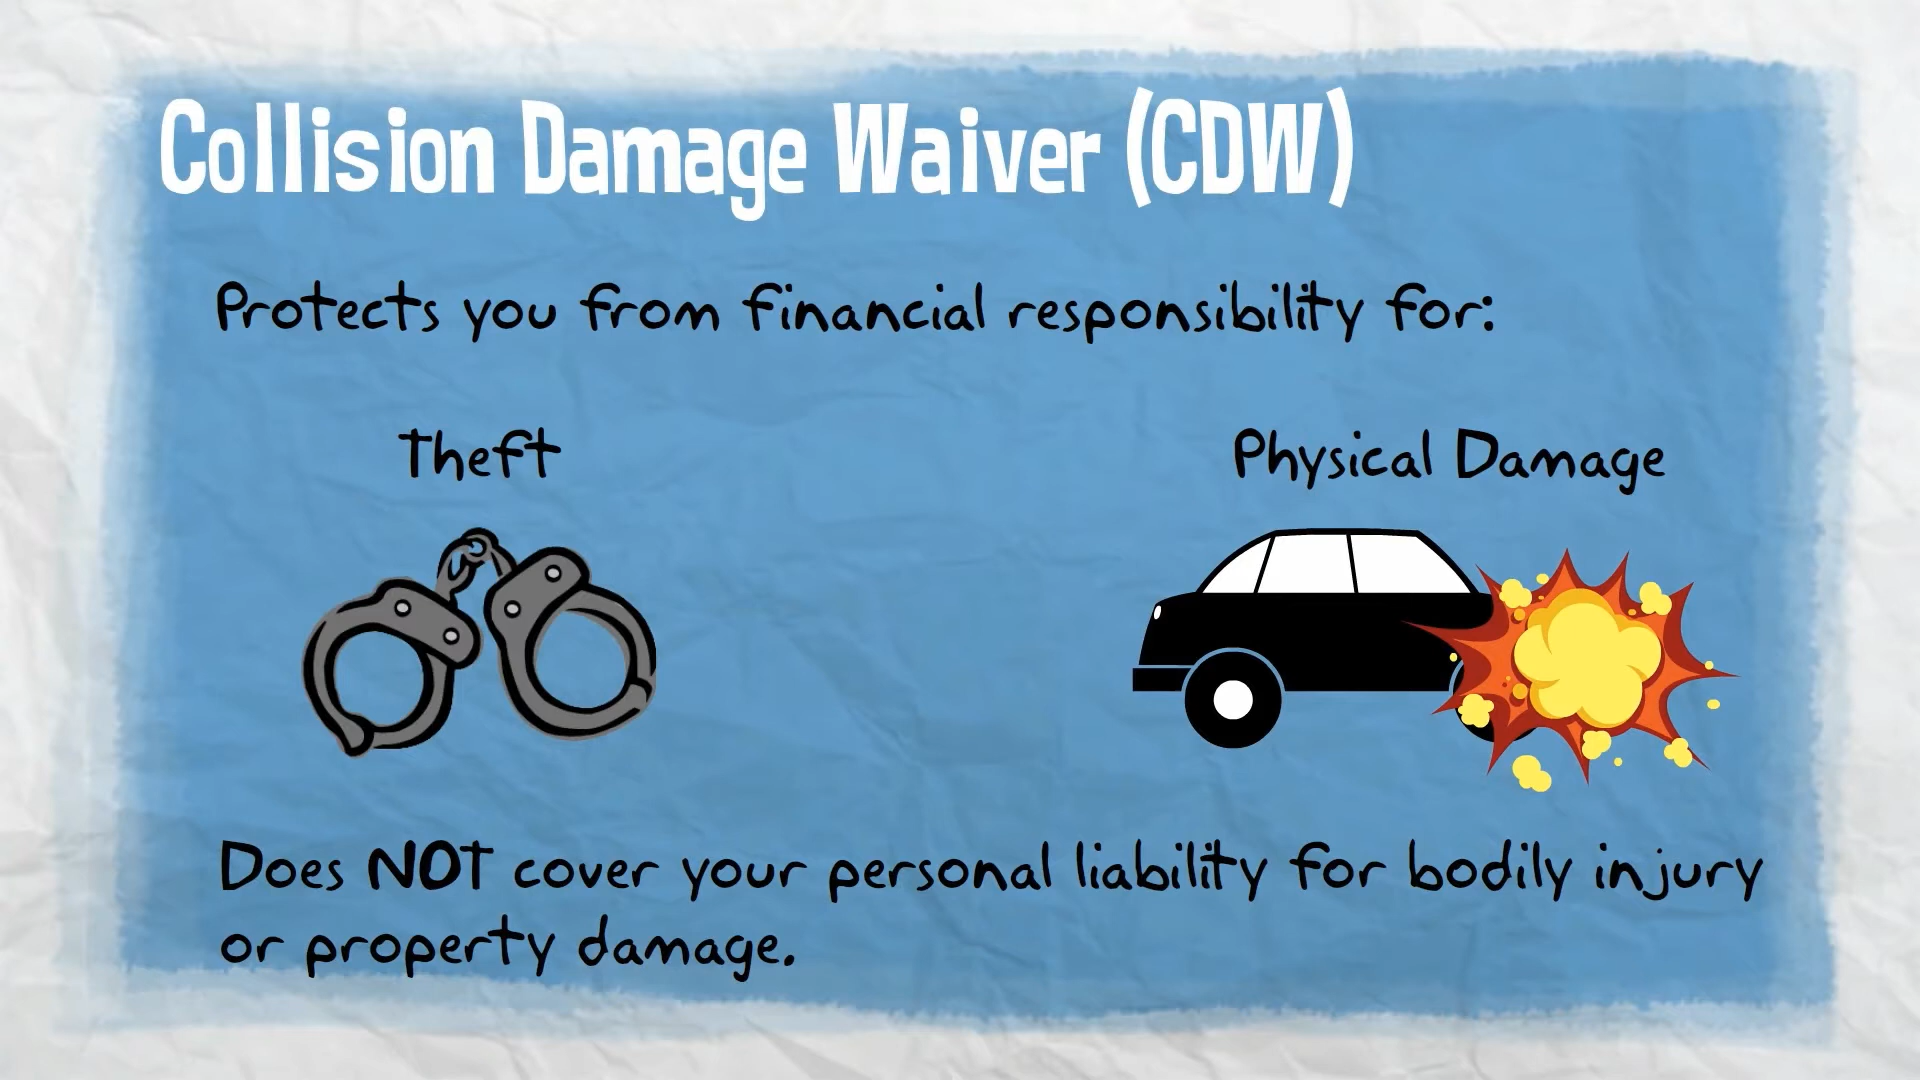 Collision Damage Waiver (CDW)
Protects you from financial responsibility for:
Theft
Physical Damage
Does NOT cover your personal liability for bodily injury
or property damage.